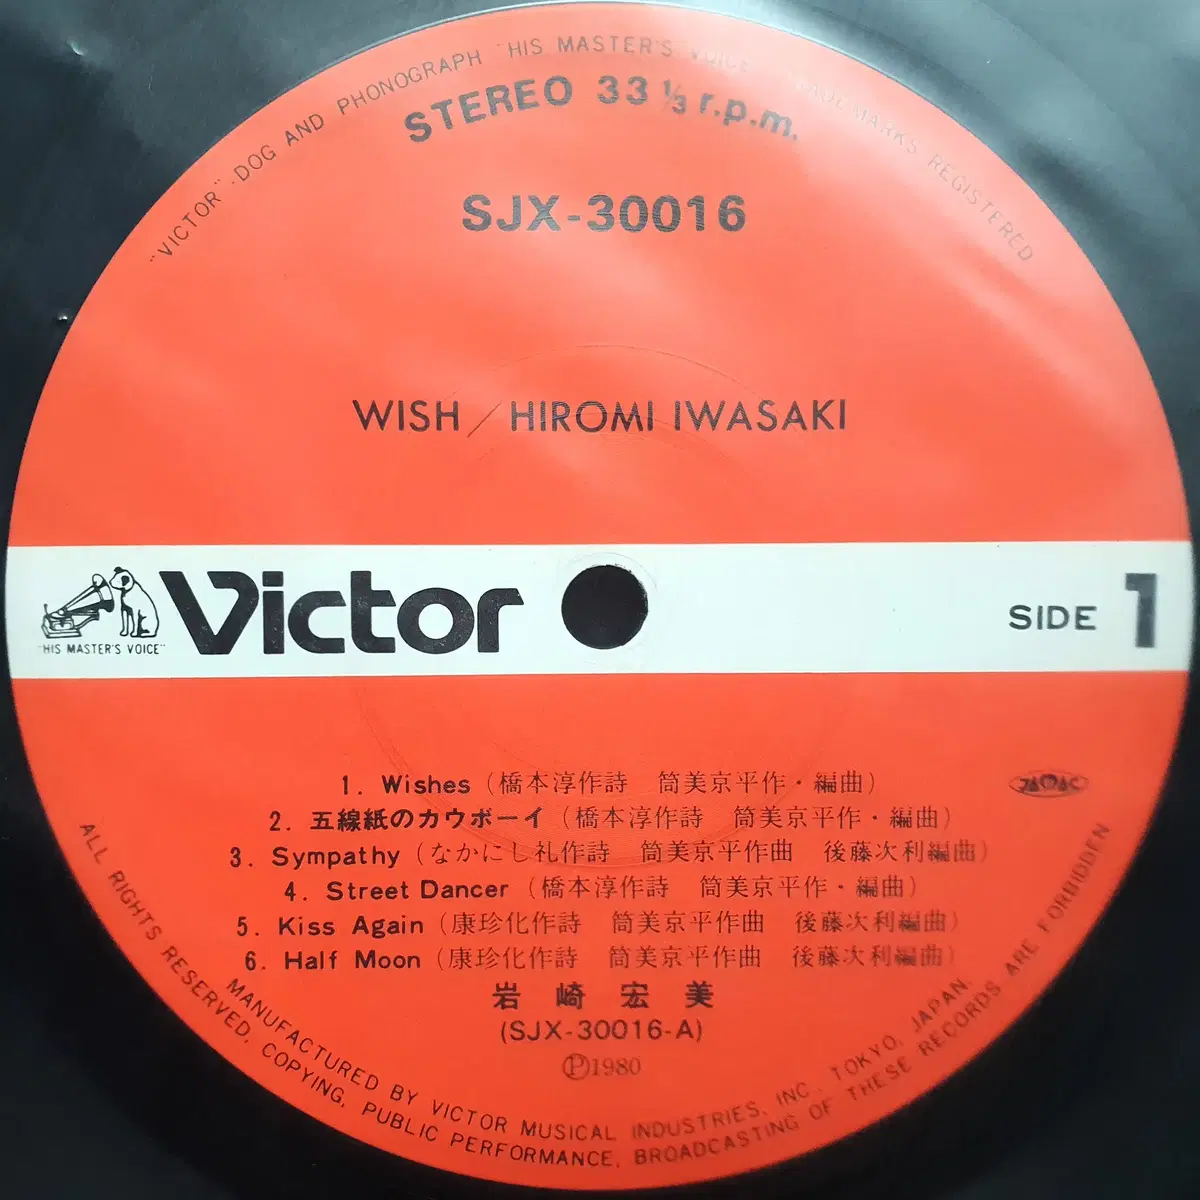 "VICTOR"-DOG AND PHONOGRAPH "HIS MASTER'S VOICE" TRADEMARKS REGISTERED
STEREO 33 1/3 r.p.m.
SJX-30016
WISH / HIROMI IWASAKI
"HIS MASTER'S VOICE"
Victor
SIDE 1
1. Wishes (橋本淳作詩 筒美京平作・編曲)
2. 五線紙のカウボーイ (橋本淳作詩 筒美京平作・編曲)
3. Sympathy (なかにし礼作詩 筒美京平作曲 後藤次利編曲)
4. Street Dancer (橋本淳作詩 筒美京平作・編曲)
5. Kiss Again (康珍化作詩 筒美京平作曲 後藤次利編曲)
6. Half Moon (康珍化作詩 筒美京平作曲 後藤次利編曲)
岩崎宏美
(SJX-30016-A)
Ⓟ1980
MANUFACTURED BY VICTOR MUSICAL INDUSTRIES, INC., TOKYO, JAPAN.
ALL RIGHTS RESERVED, COPYING, PUBLIC PERFORMANCE, BROADCASTING OF THESE RECORDS ARE FORBIDDEN